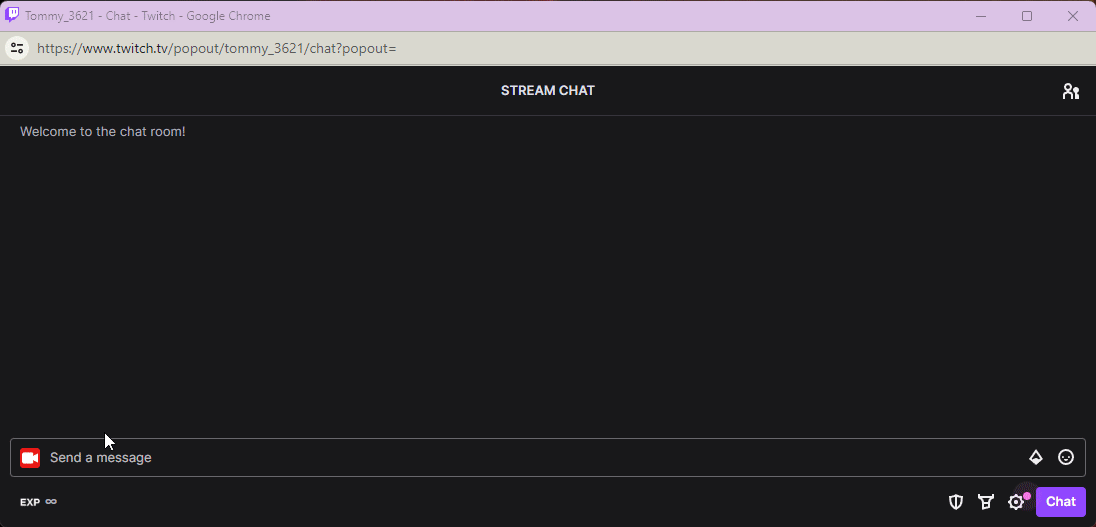 Tommy_3621 - Chat - Twitch - Google Chrome
https://www.twitch.tv/popout/tommy_3621/chat?popout=
STREAM CHAT
Welcome to the chat room!
Send a message
EXP ∞
Chat